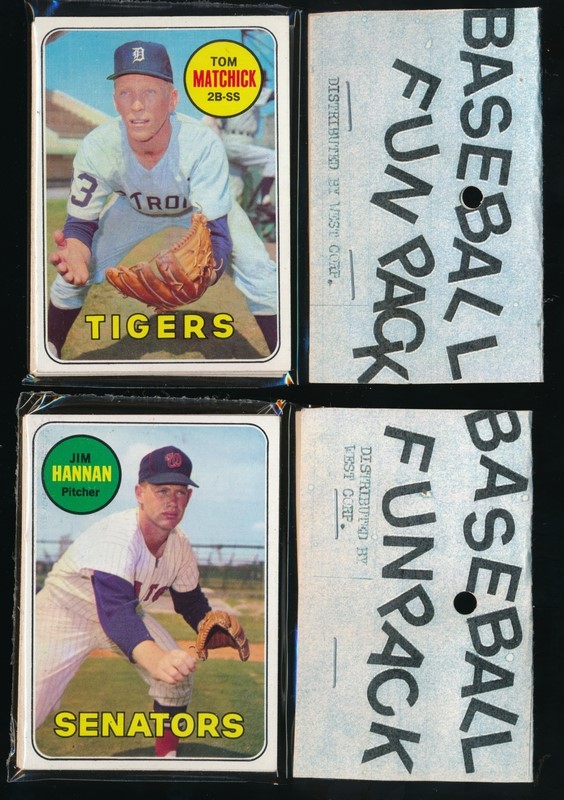 TOM
MATCHICK
2B-SS
3
TROI
TIGERS
BASEBALL
FUN PACK
DISTRIBUTED BY WEST CORP.
JIM
HANNAN
Pitcher
SENATORS
BASEBALL
FUN PACK
DISTRIBUTED BY
WEST CORP.